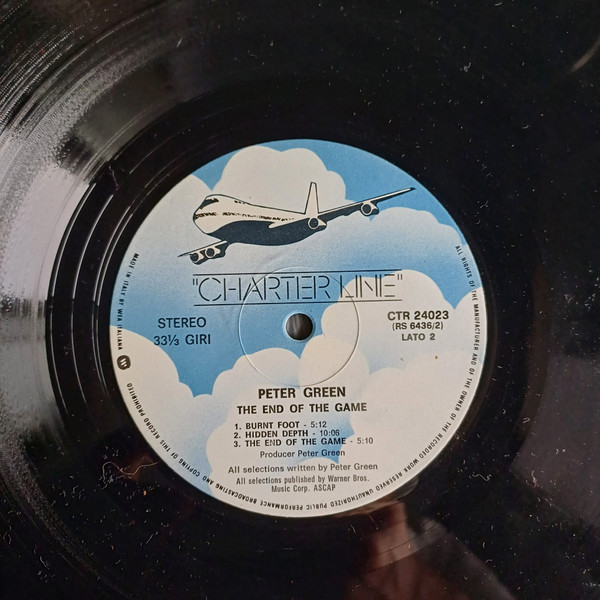 "CHARTER LINE"
STEREO
33⅓ GIRI
CTR 24023
(RS 6436/2)
LATO 2
PETER GREEN
THE END OF THE GAME
1. BURNT FOOT - 5:12
2. HIDDEN DEPTH - 10:06
3. THE END OF THE GAME - 5:10
Producer Peter Green
All selections written by Peter Green
All selections published by Warner Bros.
Music Corp. ASCAP
MADE IN ITALY BY WEA ITALIANA
ALL RIGHTS OF THE MANUFACTURER AND OF THE OWNER OF THE RECORDED WORK RESERVED UNAUTHORIZED PUBLIC PERFORMANCE BROADCASTING AND COPYING OF THIS RECORD PROHIBITED